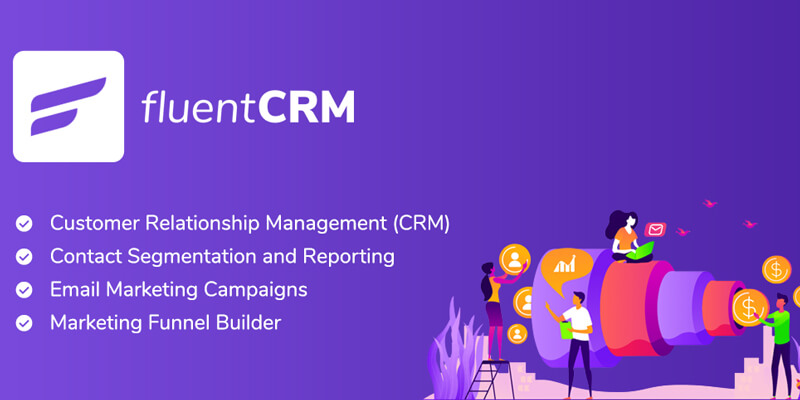 fluentCRM
Customer Relationship Management (CRM)
Contact Segmentation and Reporting
Email Marketing Campaigns
Marketing Funnel Builder